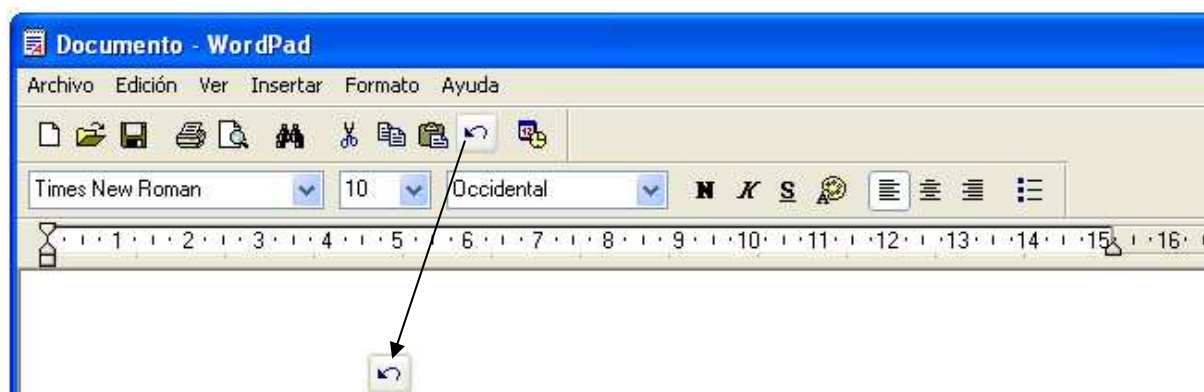 Documento - WordPad
Archivo Edición Ver Insertar Formato Ayuda
Times New Roman 10 Occidental N K S
1 2 3 4 5 6 7 8 9 10 11 12 13 14 15 16